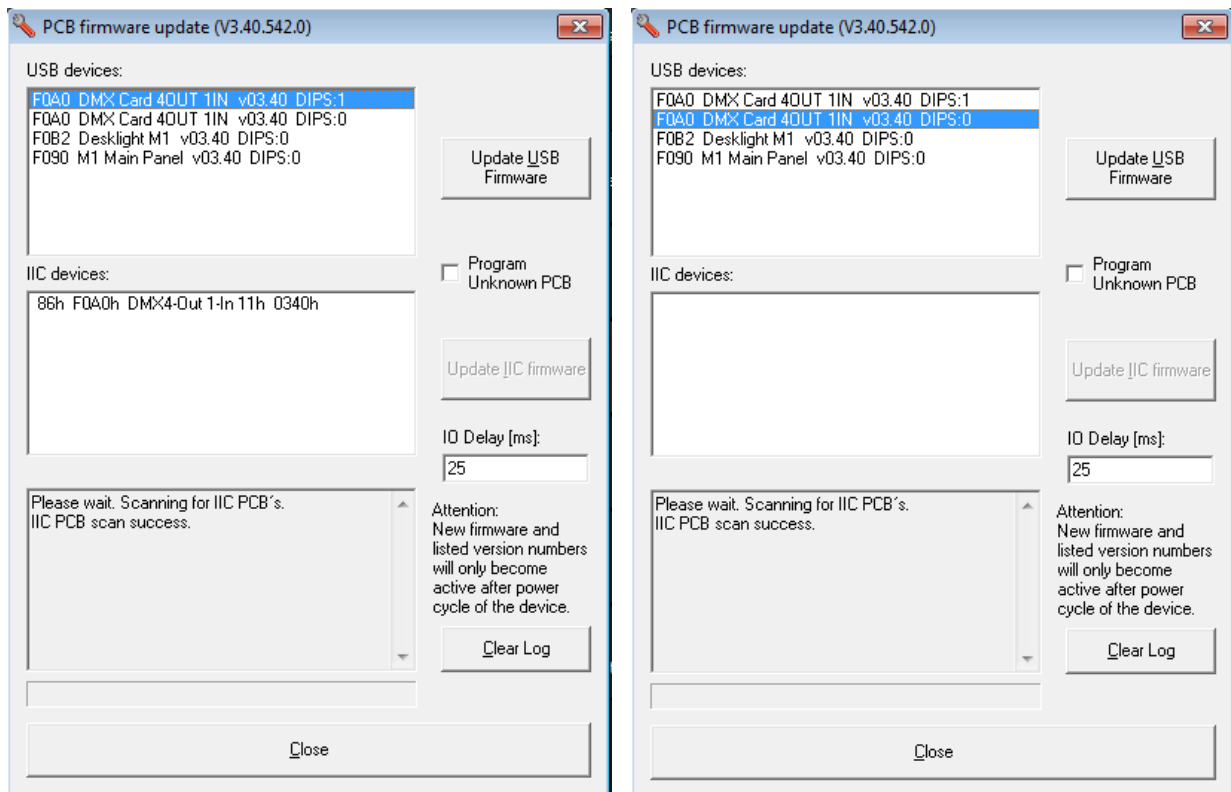 PCB firmware update (V3.40.542.0)
USB devices:
F0A0 DMX Card 4OUT 1IN v03.40 DIPS:1
F0A0 DMX Card 4OUT 1IN v03.40 DIPS:0
F0B2 Desklight M1 v03.40 DIPS:0
F090 M1 Main Panel v03.40 DIPS:0
Update USB
Firmware
IIC devices:
Program
Unknown PCB
86h F0A0h DMX4-Out 1-In 11h 0340h
Update IIC firmware
IO Delay [ms]:
25
Please wait. Scanning for IIC PCB´s.
IIC PCB scan success.
Attention:
New firmware and
listed version numbers
will only become
active after power
cycle of the device.
Clear Log
Close
PCB firmware update (V3.40.542.0)
USB devices:
F0A0 DMX Card 4OUT 1IN v03.40 DIPS:1
F0A0 DMX Card 4OUT 1IN v03.40 DIPS:0
F0B2 Desklight M1 v03.40 DIPS:0
F090 M1 Main Panel v03.40 DIPS:0
Update USB
Firmware
IIC devices:
Program
Unknown PCB
Update IIC firmware
IO Delay [ms]:
25
Please wait. Scanning for IIC PCB´s.
IIC PCB scan success.
Attention:
New firmware and
listed version numbers
will only become
active after power
cycle of the device.
Clear Log
Close